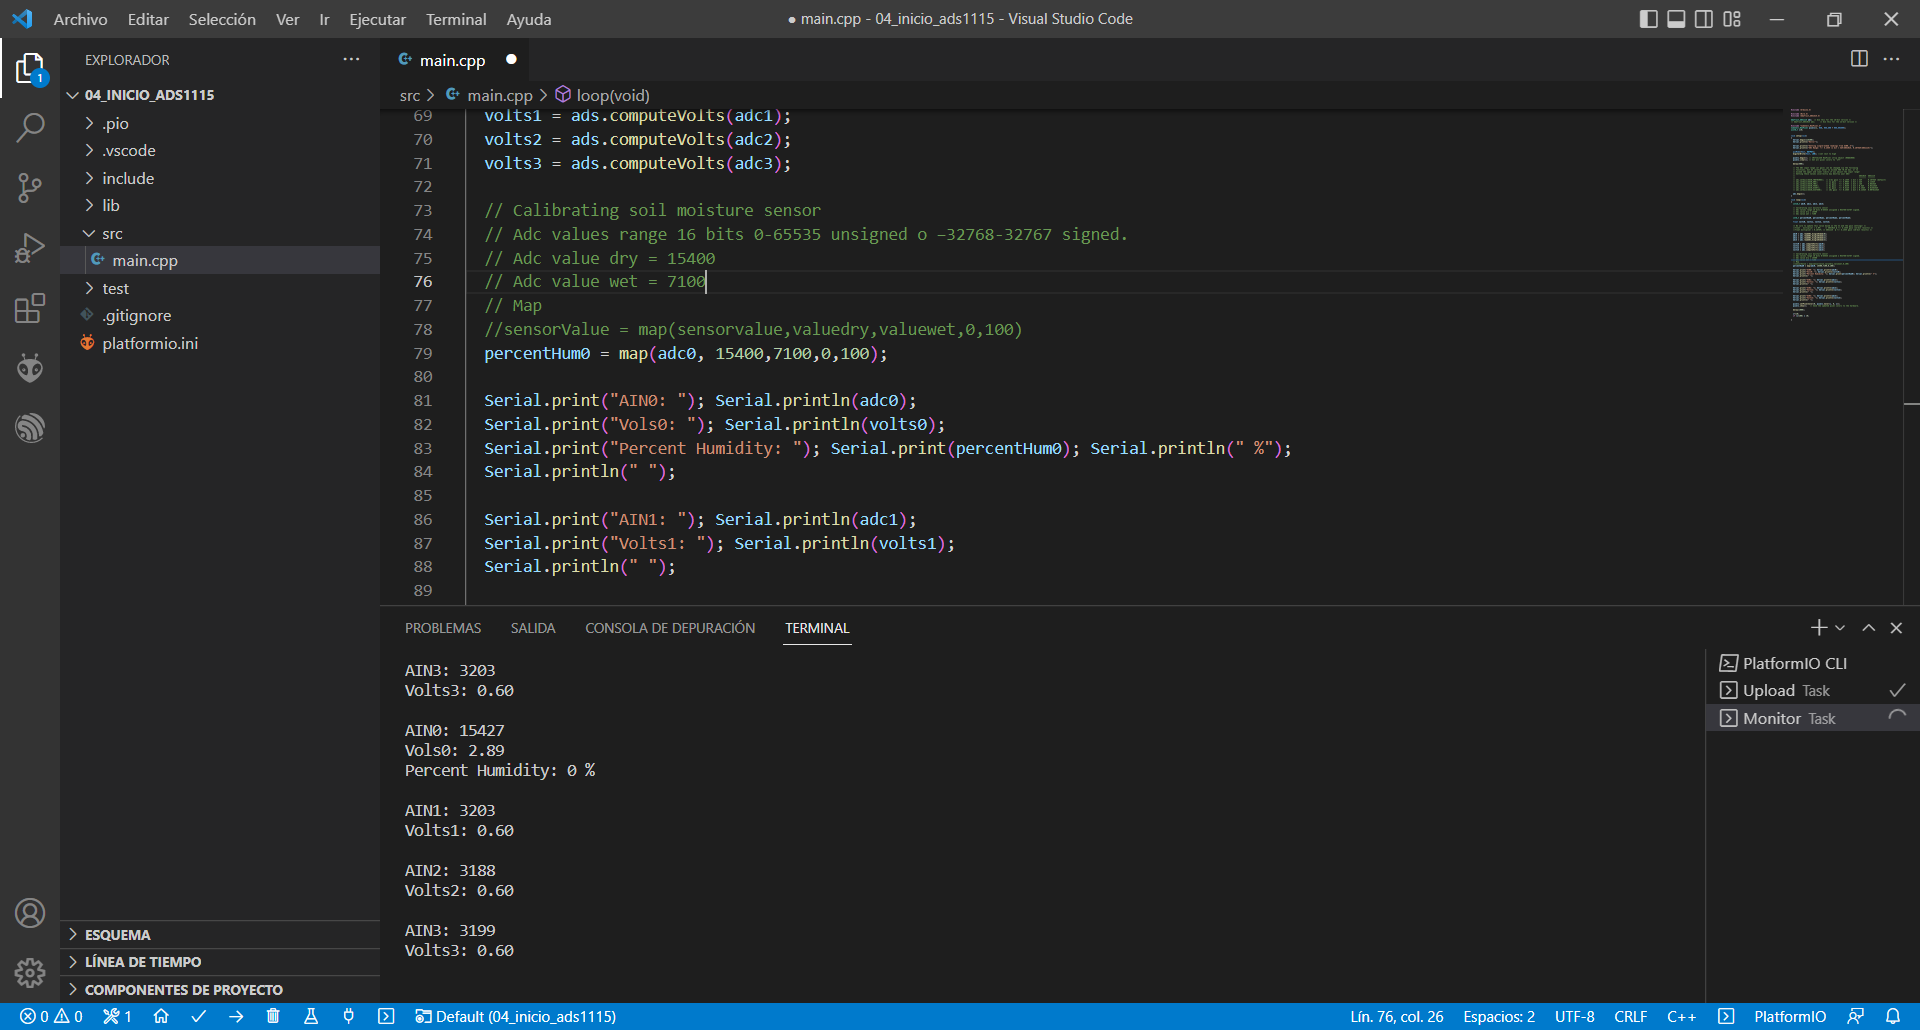 Archivo Editar Selección Ver Ir Ejecutar Terminal Ayuda
● main.cpp - 04_inicio_ads1115 - Visual Studio Code
EXPLORADOR
1
04_INICIO_ADS1115
.pio
.vscode
include
lib
src
main.cpp
test
.gitignore
platformio.ini
ESQUEMA
LÍNEA DE TIEMPO
COMPONENTES DE PROYECTO
main.cpp
src > main.cpp > loop(void)
69 volts1 = ads.computeVolts(adc1);
70 volts2 = ads.computeVolts(adc2);
71 volts3 = ads.computeVolts(adc3);
72
73 // Calibrating soil moisture sensor
74 // Adc values range 16 bits 0-65535 unsigned o –32768-32767 signed.
75 // Adc value dry = 15400
76 // Adc value wet = 7100
77 // Map
78 //sensorValue = map(sensorvalue,valuedry,valuewet,0,100)
79 percentHum0 = map(adc0, 15400,7100,0,100);
80
81 Serial.print("AIN0: "); Serial.println(adc0);
82 Serial.print("Vols0: "); Serial.println(volts0);
83 Serial.print("Percent Humidity: "); Serial.print(percentHum0); Serial.println(" %");
84 Serial.println(" ");
85
86 Serial.print("AIN1: "); Serial.println(adc1);
87 Serial.print("Volts1: "); Serial.println(volts1);
88 Serial.println(" ");
89
PROBLEMAS SALIDA CONSOLA DE DEPURACIÓN TERMINAL
AIN3: 3203
Volts3: 0.60
AIN0: 15427
Vols0: 2.89
Percent Humidity: 0 %
AIN1: 3203
Volts1: 0.60
AIN2: 3188
Volts2: 0.60
AIN3: 3199
Volts3: 0.60
PlatformIO CLI
Upload Task
Monitor Task
0 0 1 Default (04_inicio_ads1115) Lín. 76, col. 26 Espacios: 2 UTF-8 CRLF C++ PlatformIO